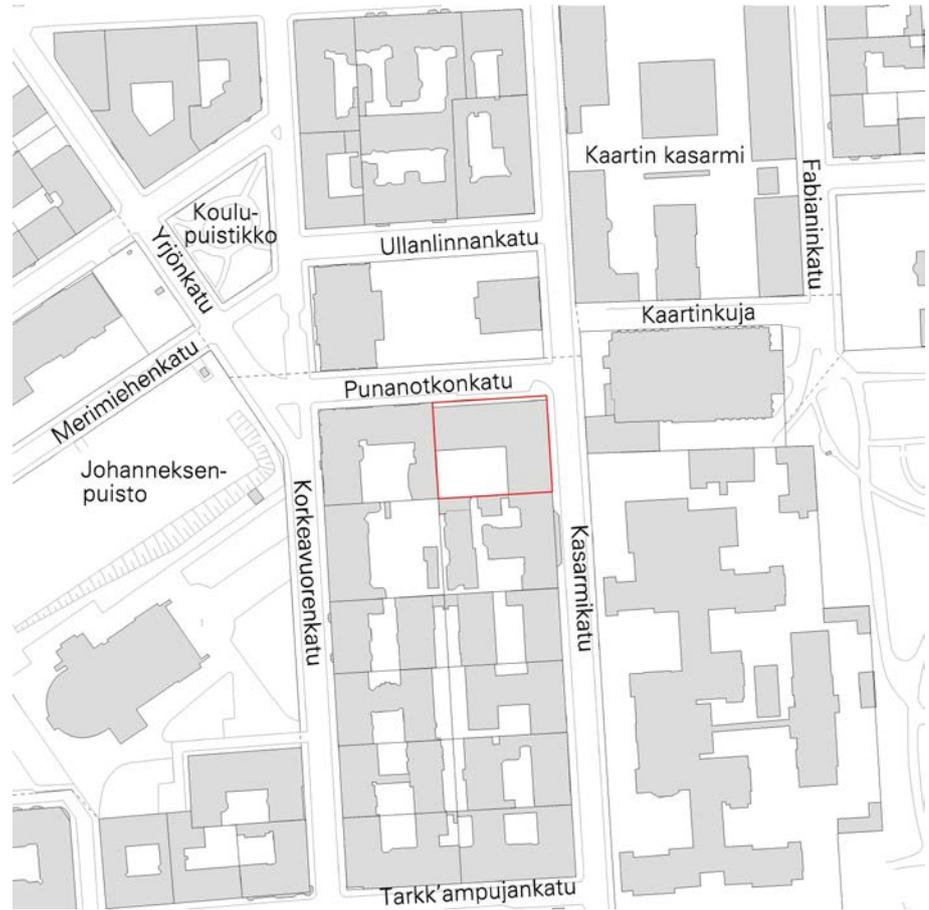 Kaartin kasarmi
Koulu-
puistikko
Fabianinkatu
Ullanlinnankatu
Yrjönkatu
Kaartinkuja
Merimiehenkatu
Punanotkonkatu
Johanneksen-
puisto
Korkeavuorenkatu
Kasarmikatu
Tarkk'ampujankatu